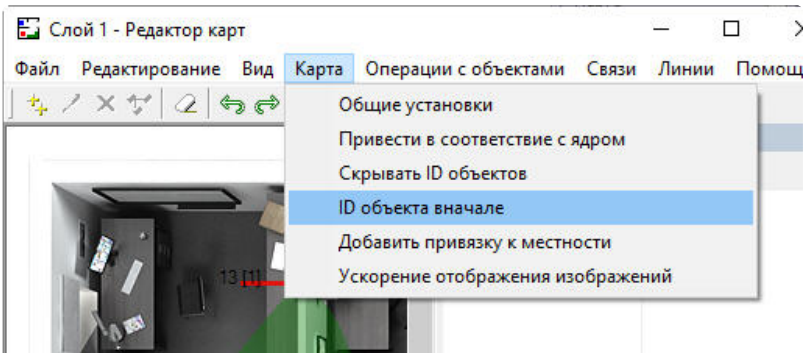 Слой 1 - Редактор карт
Файл Редактирование Вид Карта Операции с объектами Связи Линии Помощ
Общие установки
Привести в соответствие с ядром
Скрывать ID объектов
ID объекта вначале
Добавить привязку к местности
Ускорение отображения изображений
13 [1]